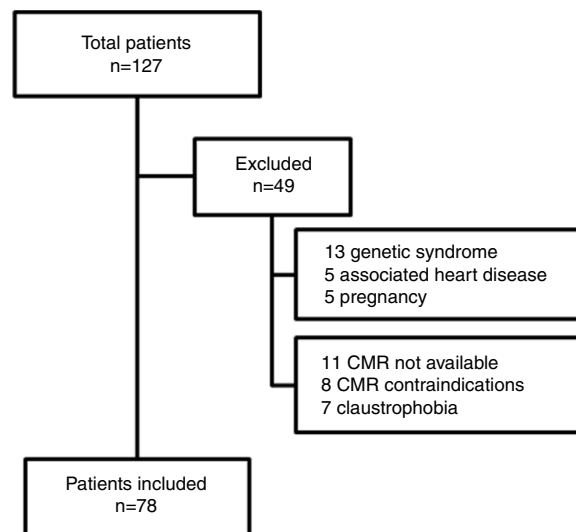 Total patients
n=127
Excluded
n=49
13 genetic syndrome
5 associated heart disease
5 pregnancy
11 CMR not available
8 CMR contraindications
7 claustrophobia
Patients included
n=78